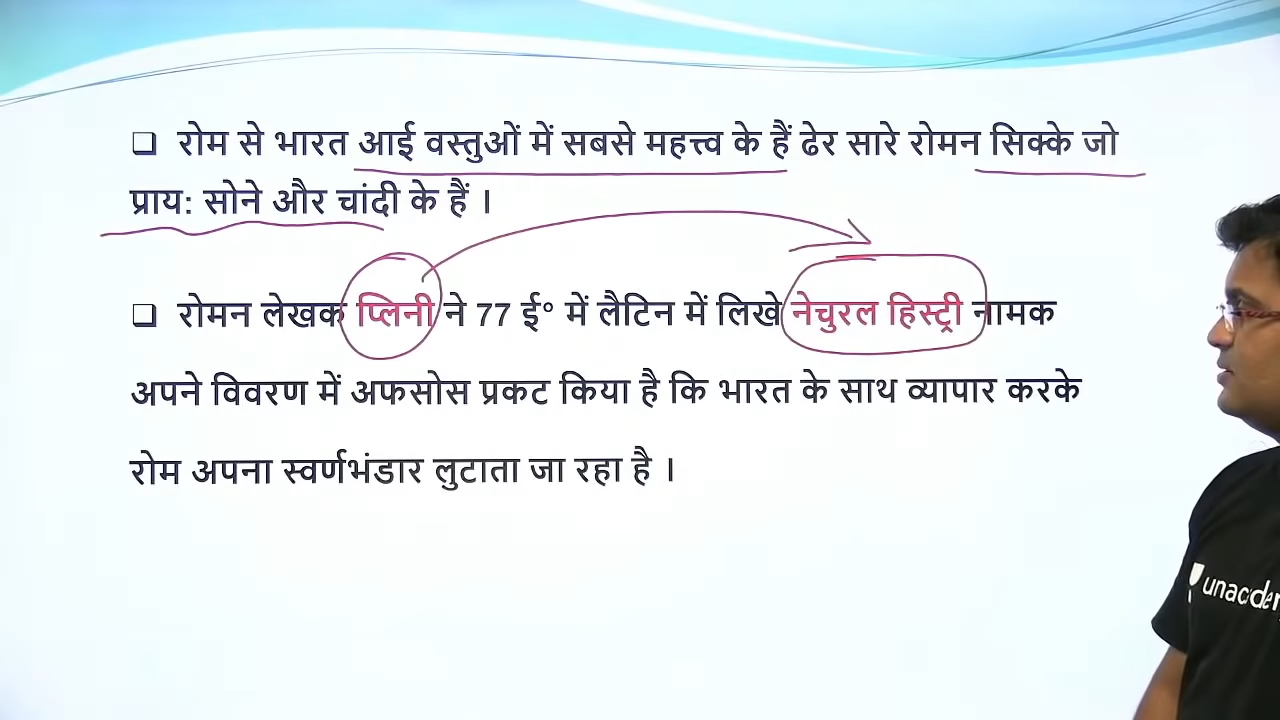 ❑ रोम से भारत आई वस्तुओं में सबसे महत्त्व के हैं ढेर सारे रोमन सिक्के जो
प्राय: सोने और चांदी के हैं ।
❑ रोमन लेखक प्लिनी ने 77 ई° में लैटिन में लिखे नेचुरल हिस्ट्री नामक
अपने विवरण में अफसोस प्रकट किया है कि भारत के साथ व्यापार करके
रोम अपना स्वर्णभंडार लुटाता जा रहा है ।